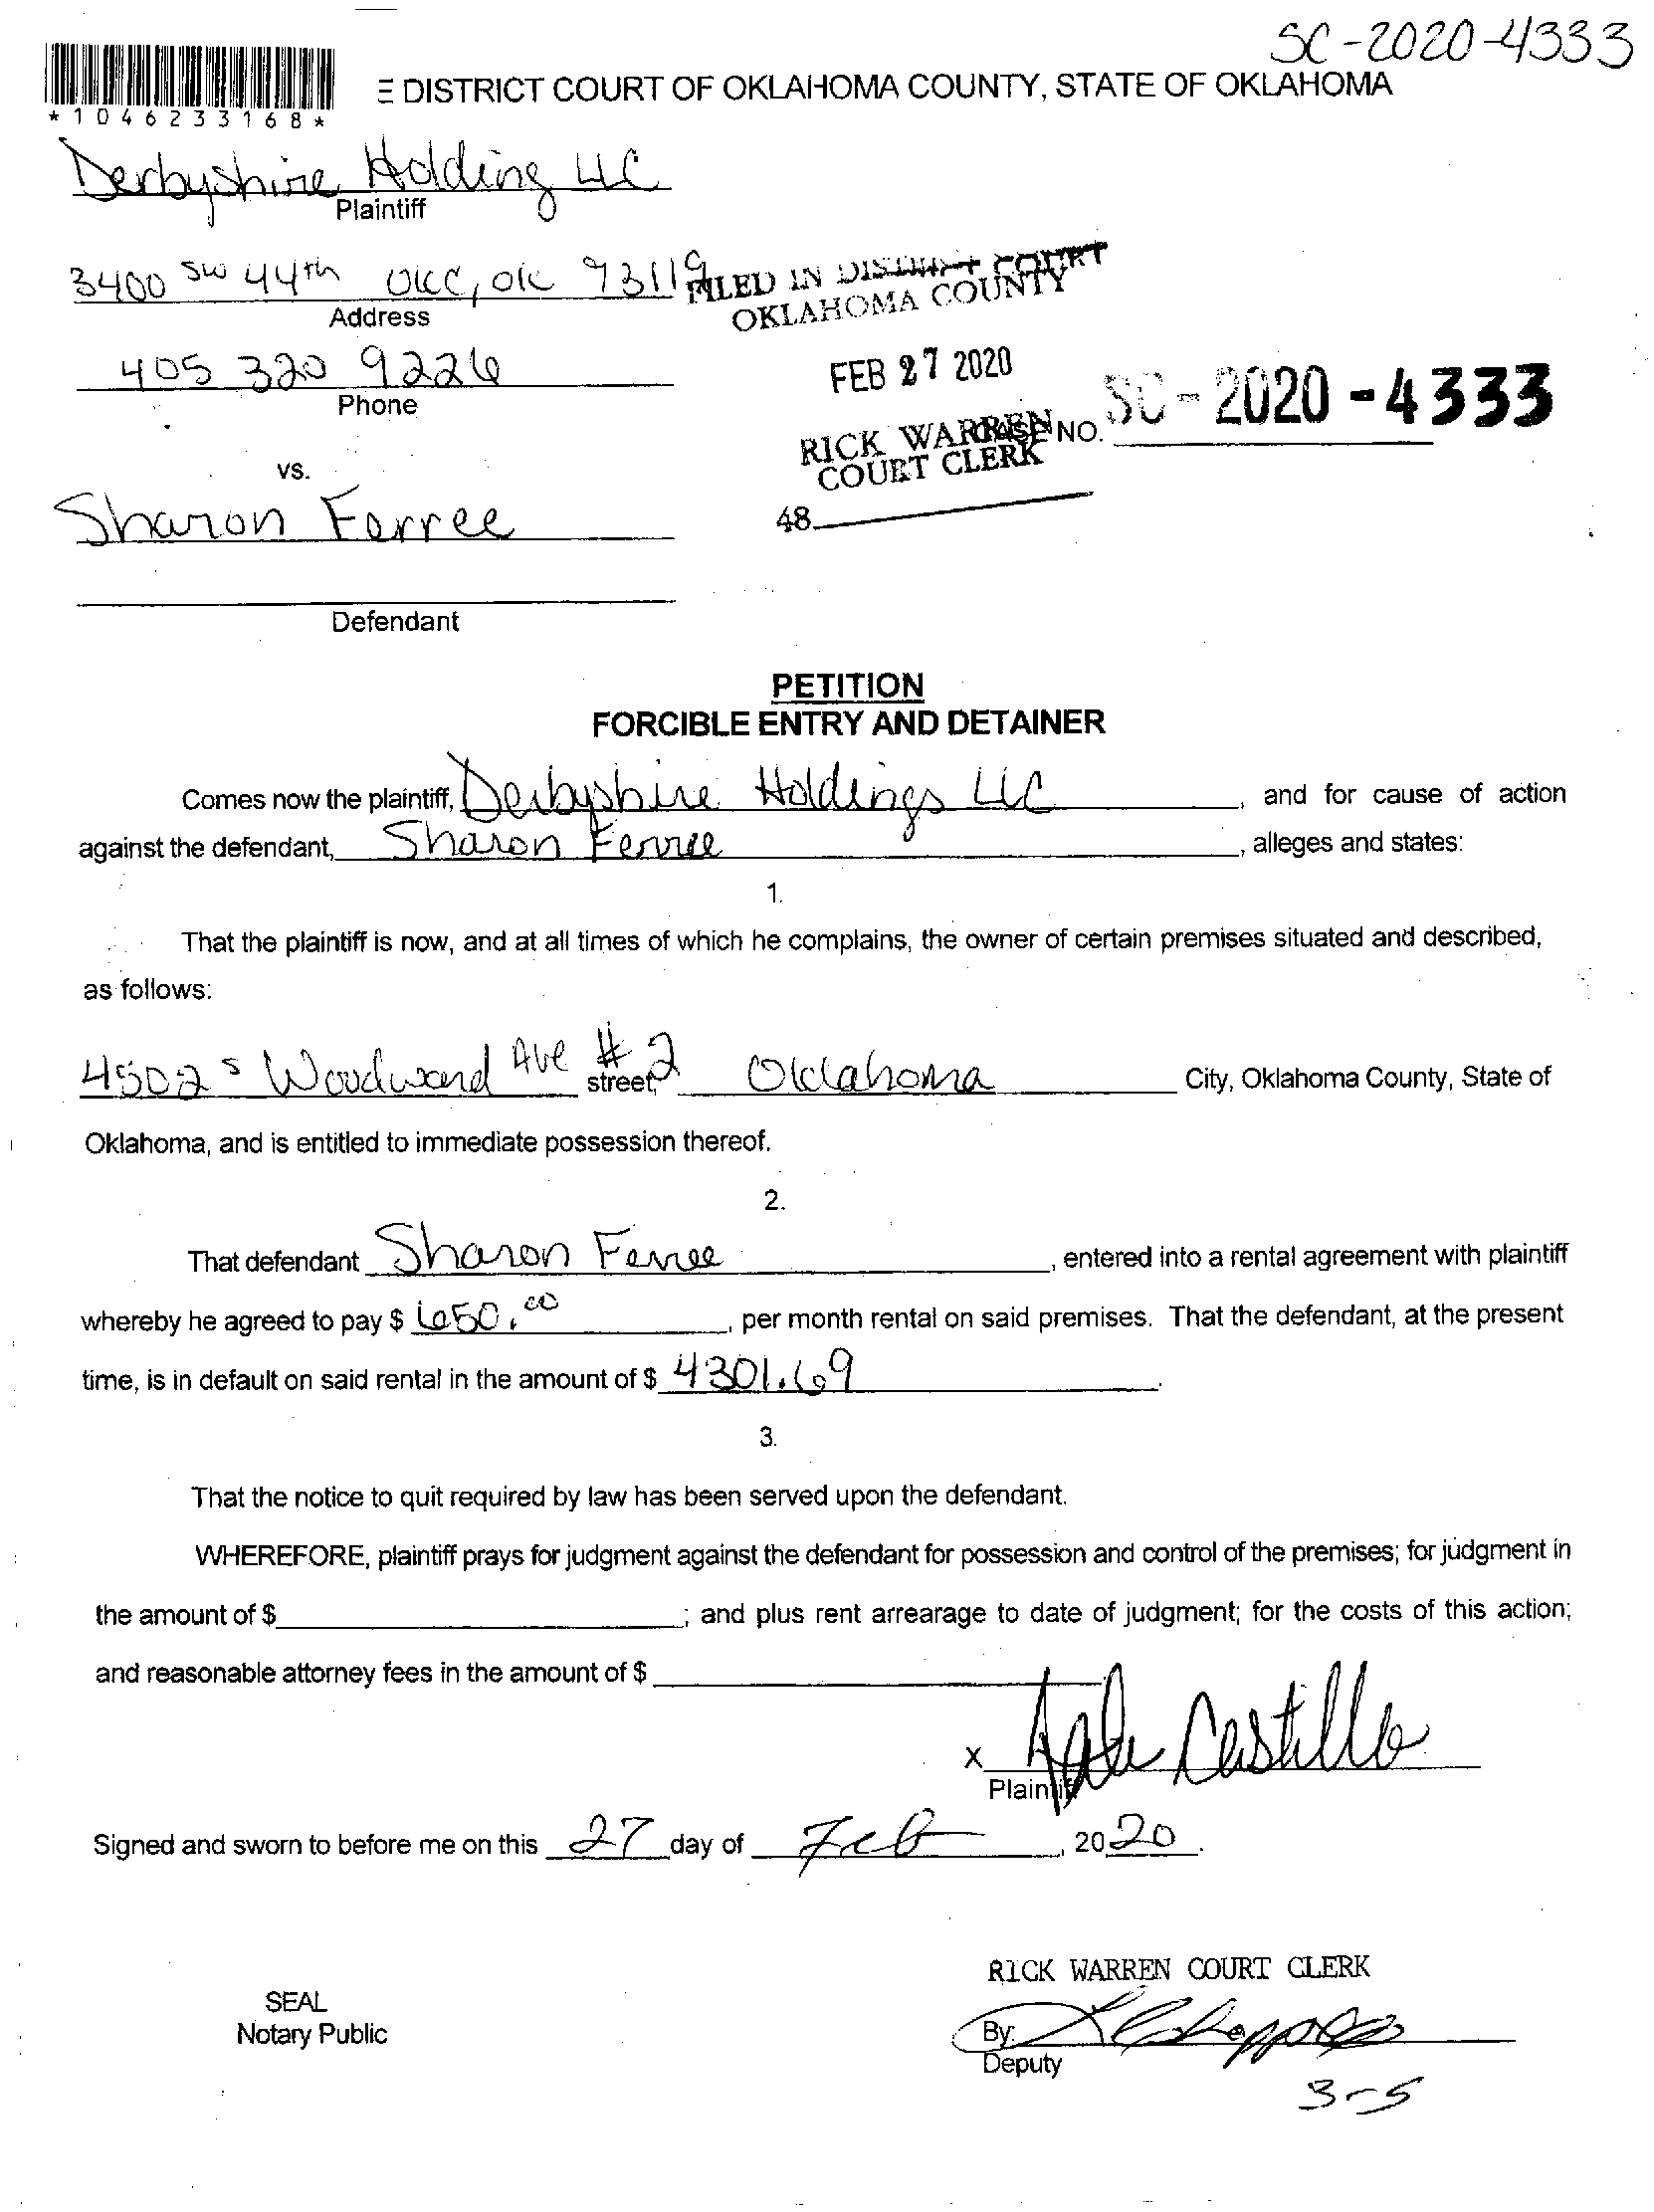 SC-2020-4333
E DISTRICT COURT OF OKLAHOMA COUNTY, STATE OF OKLAHOMA
*1046233168*
Derbyshire Holding LLC
Plaintiff
3400 SW 44th OKC, OK 73119
Address
FILED IN DISTRICT COURT
OKLAHOMA COUNTY
405 320 9226
Phone
FEB 27 2020
RICK WARREN
COURT CLERK
CASE NO. SC-2020-4333
48
vs.
Sharon Ferree
Defendant
PETITION
FORCIBLE ENTRY AND DETAINER
Comes now the plaintiff, Derbyshire Holdings LLC, and for cause of action
against the defendant, Sharon Ferree, alleges and states:
1.
That the plaintiff is now, and at all times of which he complains, the owner of certain premises situated and described,
as follows:
4502 S Woodward Ave #2 street, Oklahoma City, Oklahoma County, State of
Oklahoma, and is entitled to immediate possession thereof.
2.
That defendant Sharon Ferree, entered into a rental agreement with plaintiff
whereby he agreed to pay $ 650.00, per month rental on said premises. That the defendant, at the present
time, is in default on said rental in the amount of $ 4301.69.
3.
That the notice to quit required by law has been served upon the defendant.
WHEREFORE, plaintiff prays for judgment against the defendant for possession and control of the premises; for judgment in
the amount of $; and plus rent arrearage to date of judgment; for the costs of this action;
and reasonable attorney fees in the amount of $
x Castillo
Plaintiff
Signed and sworn to before me on this 27 day of Feb, 2020.
RICK WARREN COURT CLERK
SEAL
Notary Public
By:
Deputy
3-5